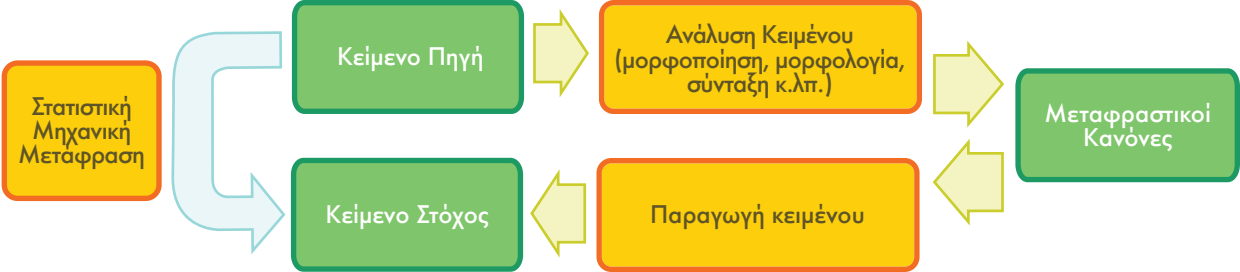 Στατιστική
Μηχανική
Μετάφραση
Κείμενο Πηγή
Ανάλυση Κειμένου
(μορφοποίηση, μορφολογία,
σύνταξη κ.λπ.)
Μεταφραστικοί
Κανόνες
Παραγωγή κειμένου
Κείμενο Στόχος